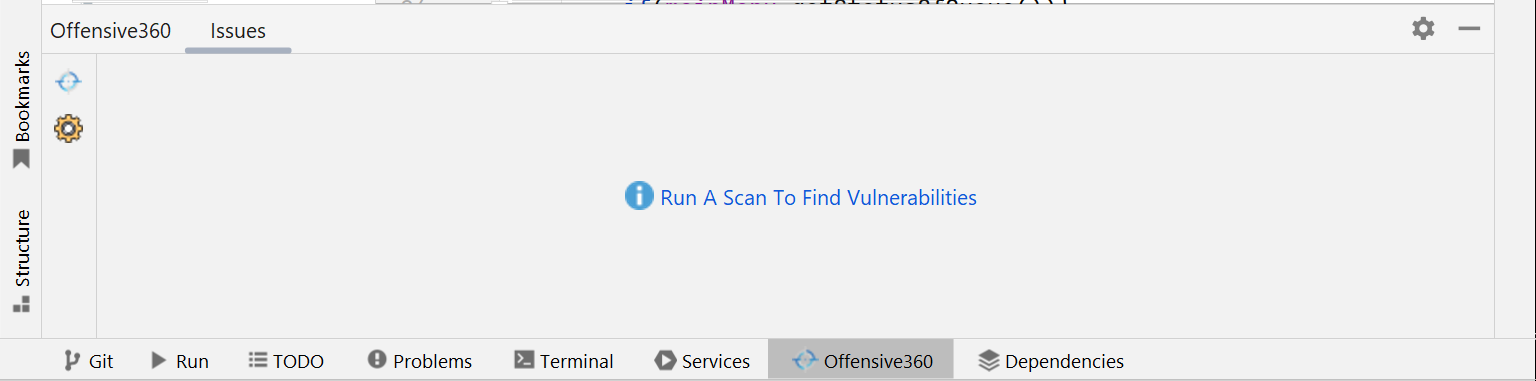 Offensive360 Issues
Bookmarks
Structure
Run A Scan To Find Vulnerabilities
Git Run TODO Problems Terminal Services Offensive360 Dependencies